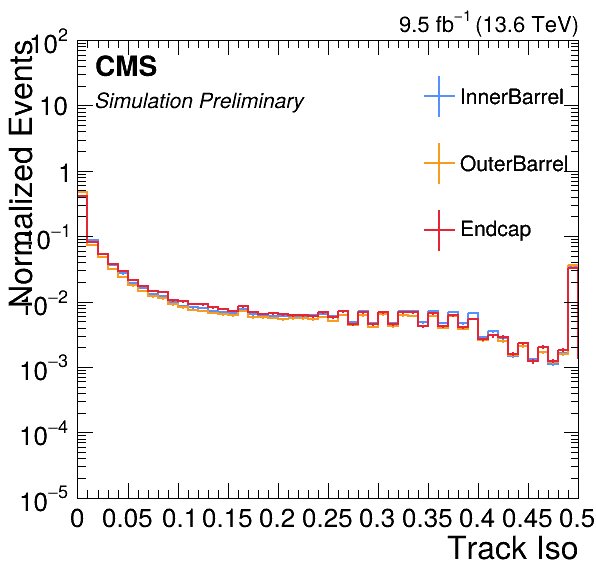 9.5 fb⁻¹ (13.6 TeV)
CMS
Simulation Preliminary
InnerBarrel
OuterBarrel
Endcap
Normalized Events
10²
10
1
10⁻¹
10⁻²
10⁻³
10⁻⁴
10⁻⁵
0 0.05 0.1 0.15 0.2 0.25 0.3 0.35 0.4 0.45 0.5
Track Iso